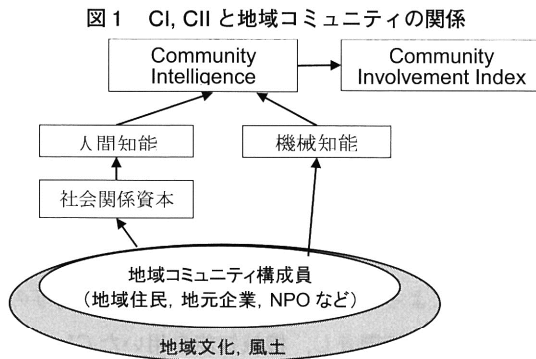 図1 CI, CII と地域コミュニティの関係
Community
Intelligence
Community
Involvement Index
人間知能
機械知能
社会関係資本
地域コミュニティ構成員
(地域住民, 地元企業, NPO など)
地域文化, 風土